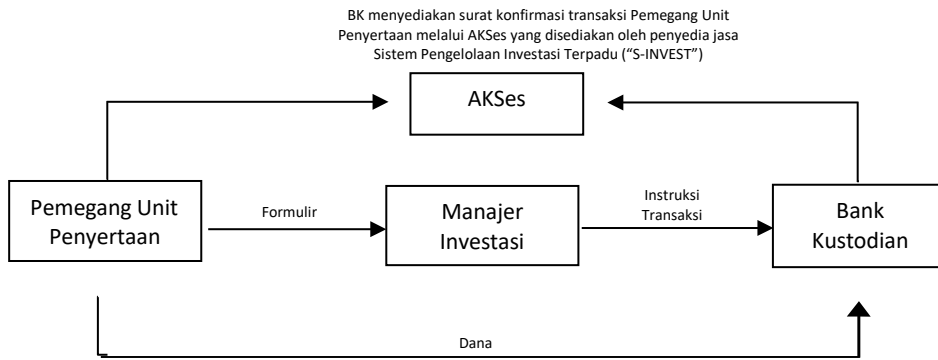 BK menyediakan surat konfirmasi transaksi Pemegang Unit
Penyertaan melalui AKSes yang disediakan oleh penyedia jasa
Sistem Pengelolaan Investasi Terpadu (“S-INVEST”)
AKSes
Pemegang Unit
Penyertaan
Formulir
Manajer
Investasi
Instruksi
Transaksi
Bank
Kustodian
Dana